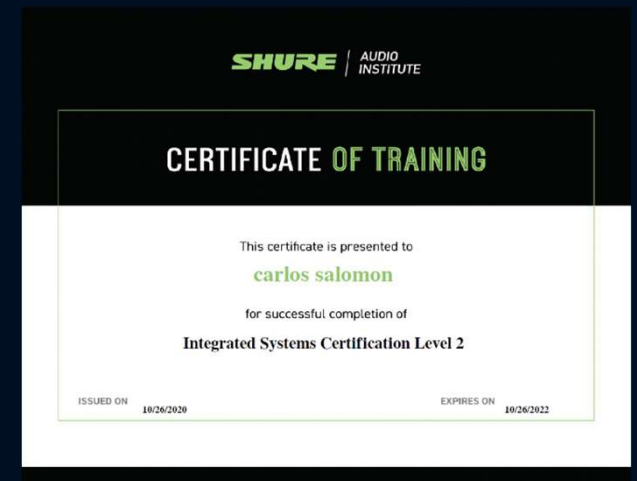 SHURE | AUDIO INSTITUTE
CERTIFICATE OF TRAINING
This certificate is presented to
carlos salomon
for successful completion of
Integrated Systems Certification Level 2
ISSUED ON 10/26/2020
EXPIRES ON 10/26/2022